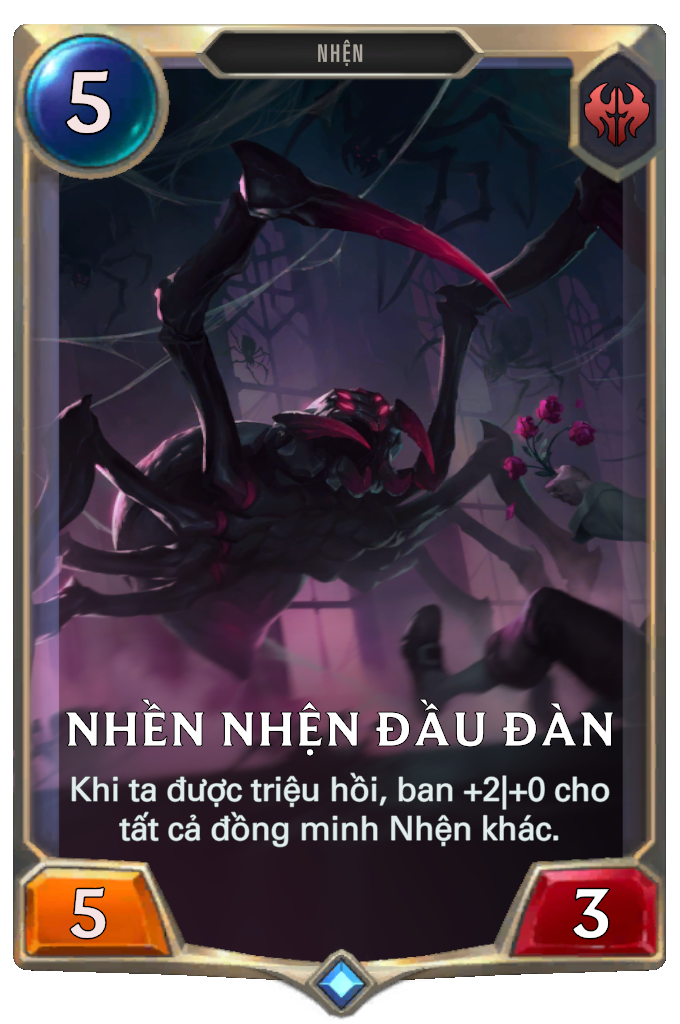 5
NHỆN
NHỀN NHỆN ĐẦU ĐÀN
Khi ta được triệu hồi, ban +2|+0 cho
tất cả đồng minh Nhện khác.
5
3